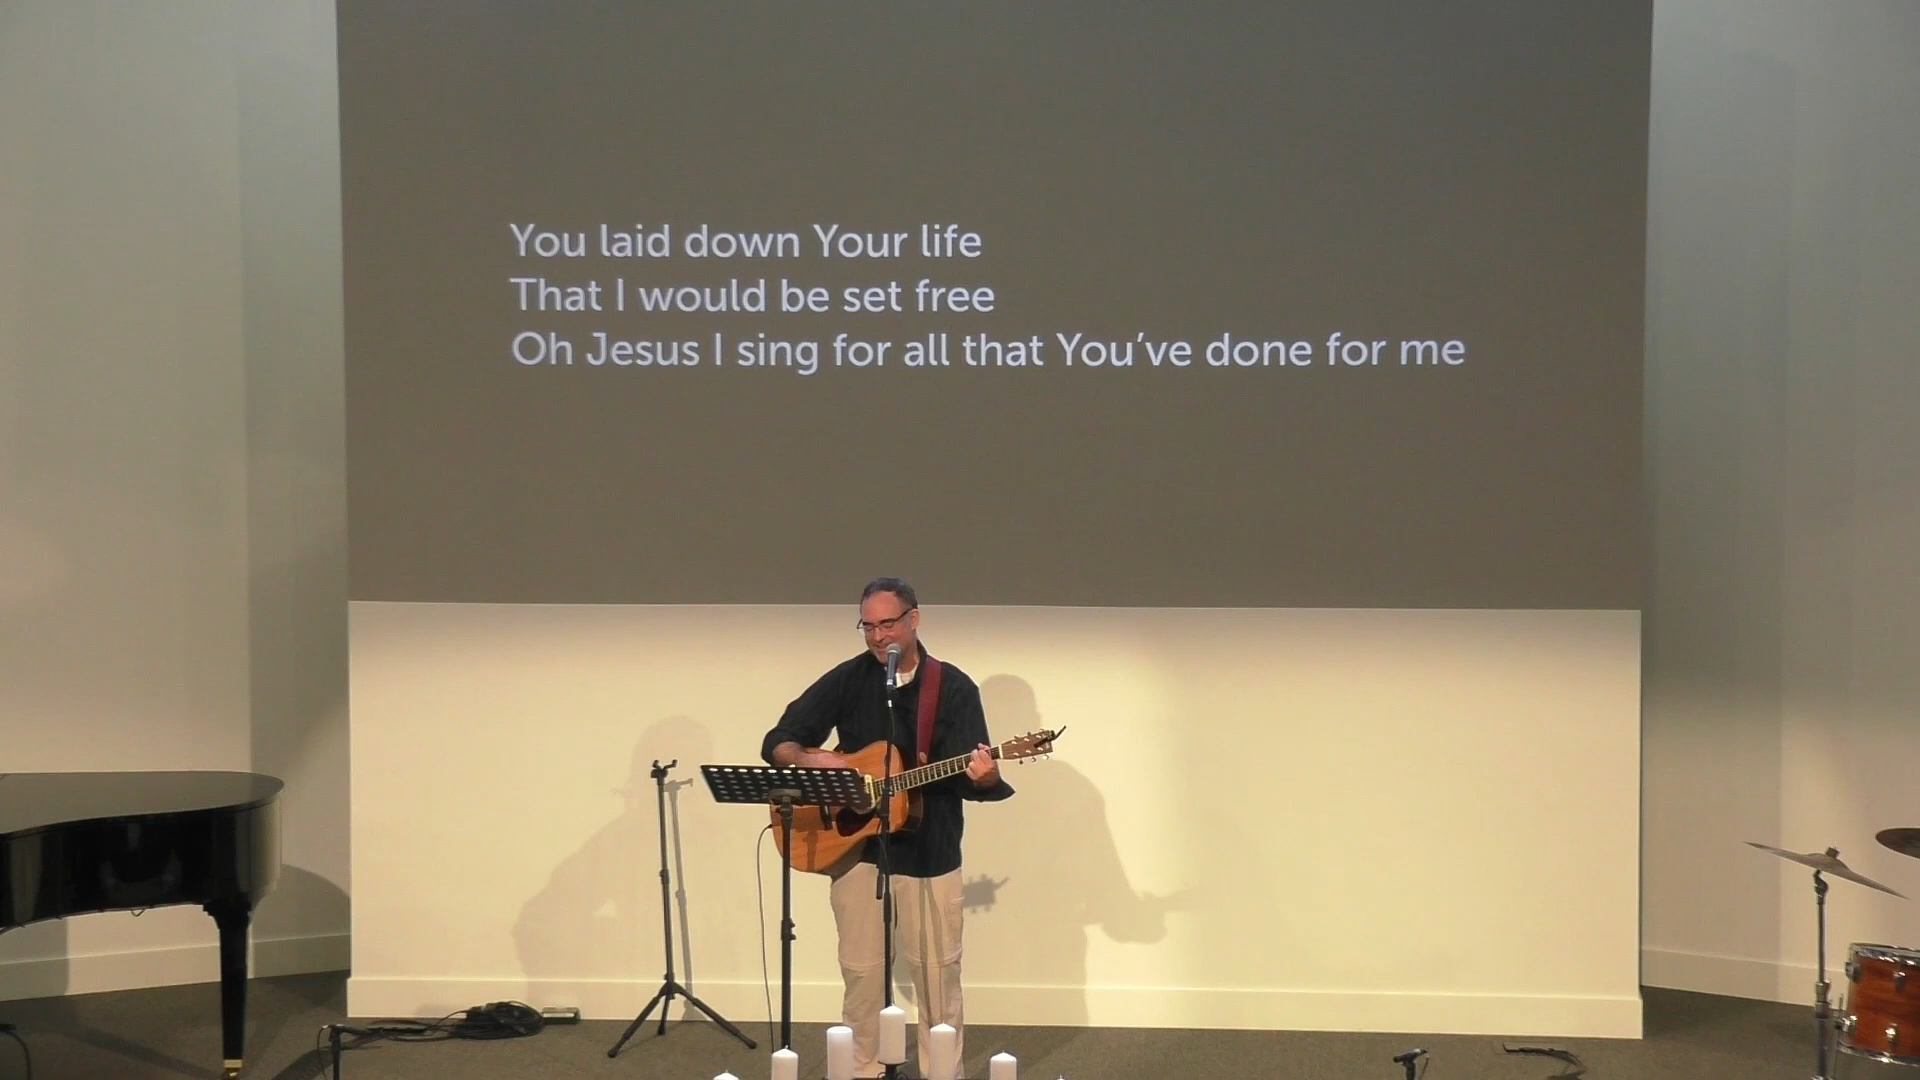 You laid down Your life
That I would be set free
Oh Jesus I sing for all that You've done for me